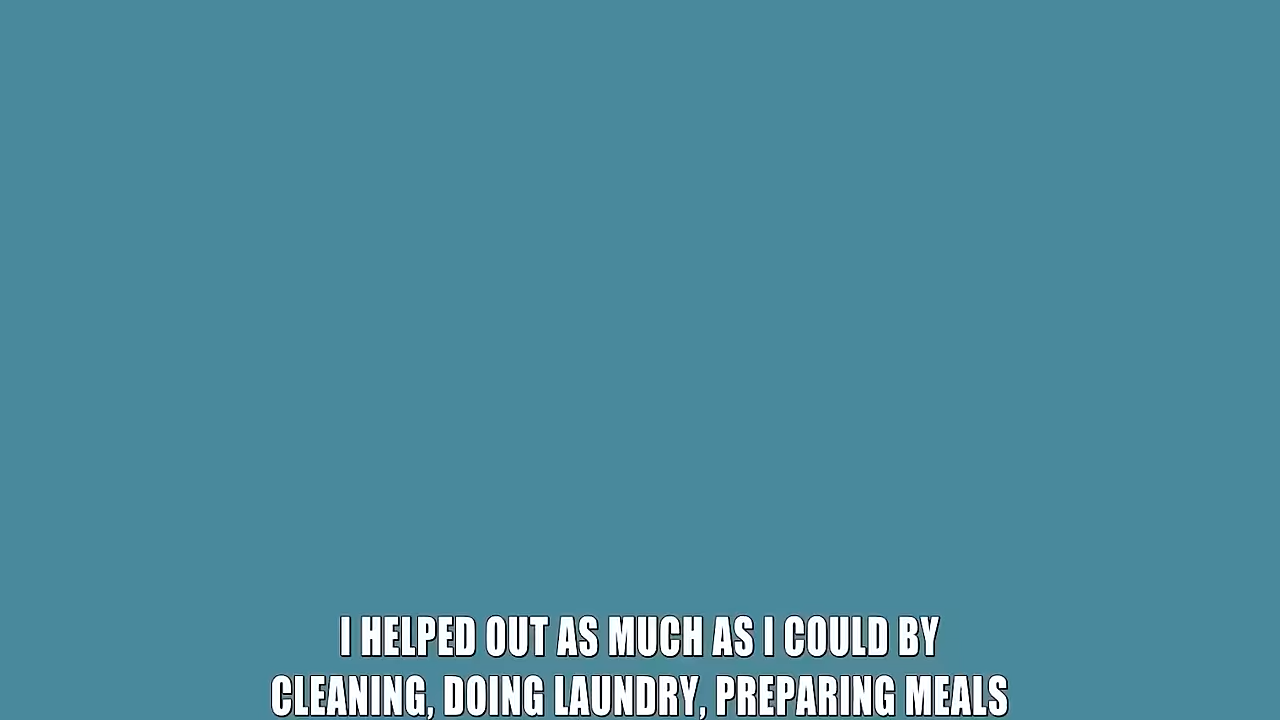 I HELPED OUT AS MUCH AS I COULD BY
CLEANING, DOING LAUNDRY, PREPARING MEALS